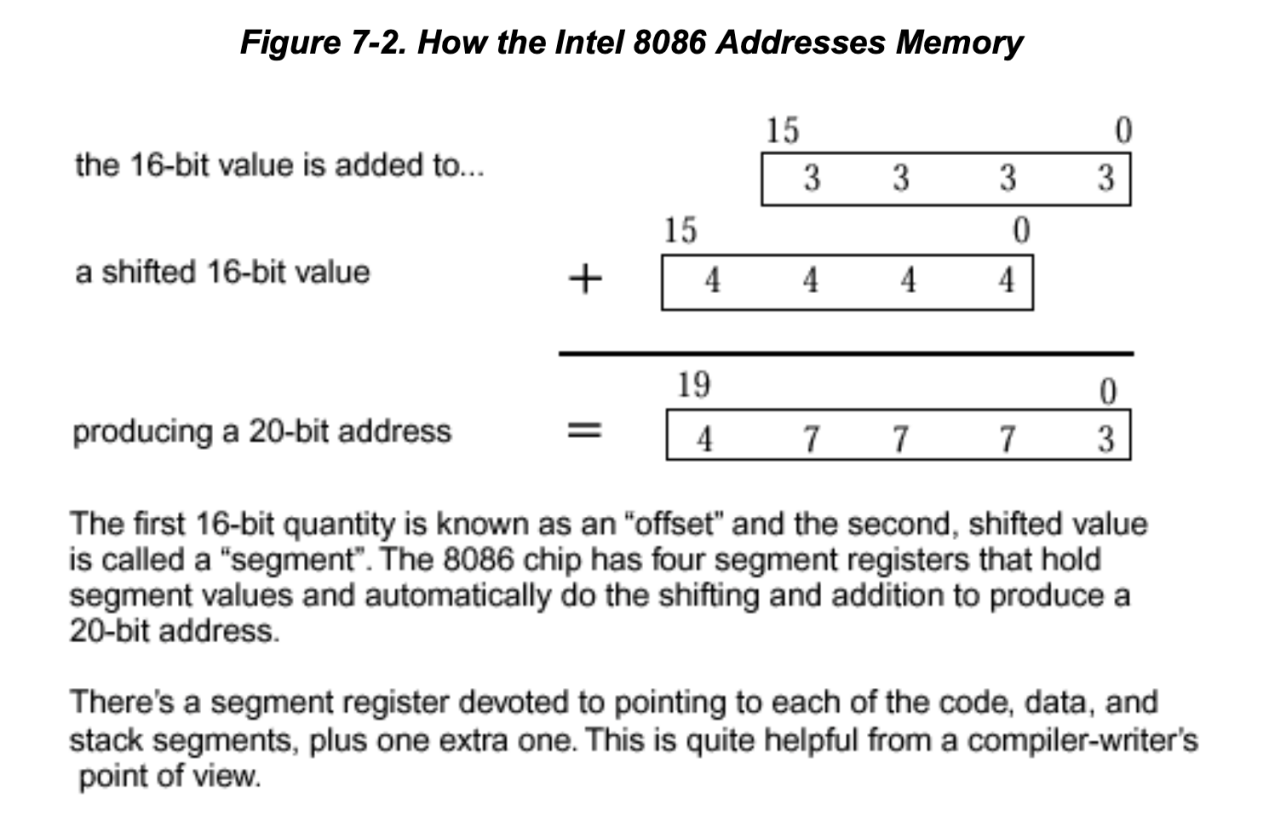 Figure 7-2. How the Intel 8086 Addresses Memory
15 0
the 16-bit value is added to... 3 3 3 3
15 0
a shifted 16-bit value + 4 4 4 4
19 0
producing a 20-bit address = 4 7 7 7 3
The first 16-bit quantity is known as an “offset” and the second, shifted value
is called a “segment”. The 8086 chip has four segment registers that hold
segment values and automatically do the shifting and addition to produce a
20-bit address.
There's a segment register devoted to pointing to each of the code, data, and
stack segments, plus one extra one. This is quite helpful from a compiler-writer's
point of view.